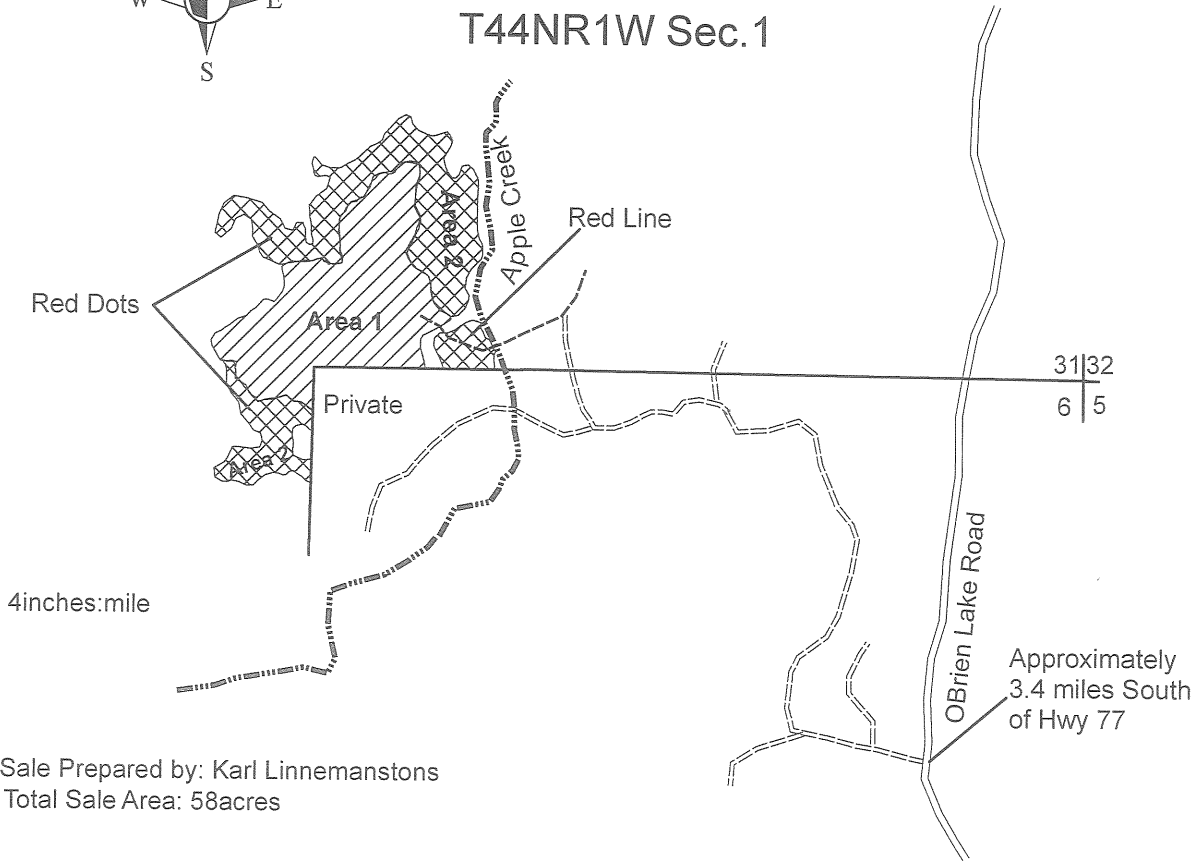 W E
S
T44NR1W Sec.1
Apple Creek
Area 2
Red Line
Red Dots
Area 1
31 32
6 5
Private
Area 2
OBrien Lake Road
4inches:mile
Approximately
3.4 miles South
of Hwy 77
Sale Prepared by: Karl Linnemanstons
Total Sale Area: 58acres